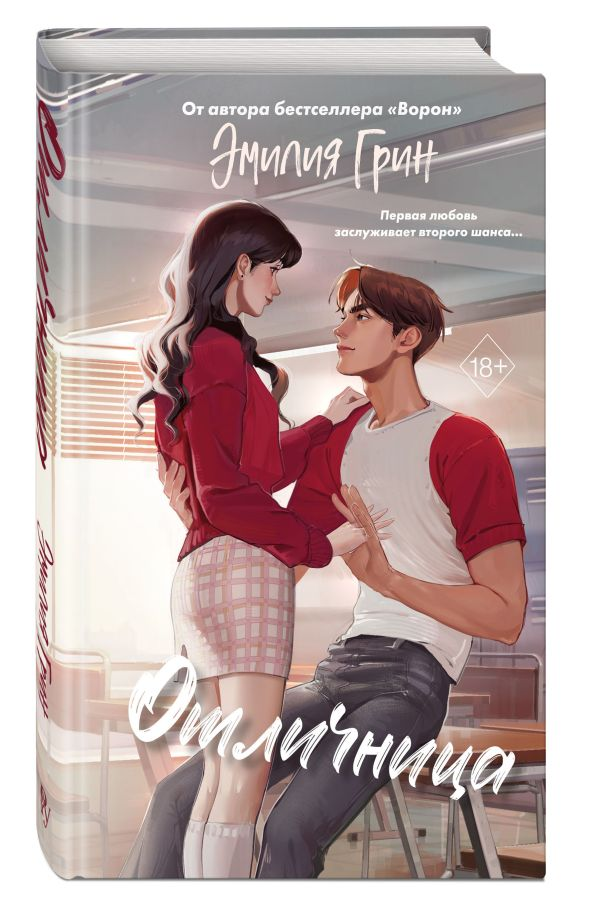 От автора бестселлера «Ворон»
Эмилия Грин
Первая любовь
заслуживает второго шанса...
18+
Отличница
Отличница
Эмилия Грин